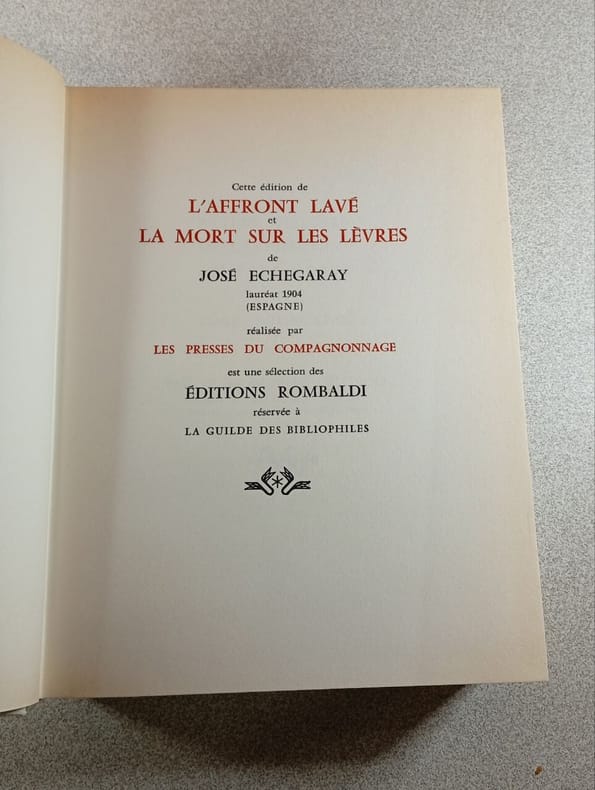 Cette édition de
L'AFFRONT LAVÉ
et
LA MORT SUR LES LÈVRES
de
JOSÉ ECHEGARAY
lauréat 1904
(ESPAGNE)
réalisée par
LES PRESSES DU COMPAGNONNAGE
est une sélection des
ÉDITIONS ROMBALDI
réservée à
LA GUILDE DES BIBLIOPHILES